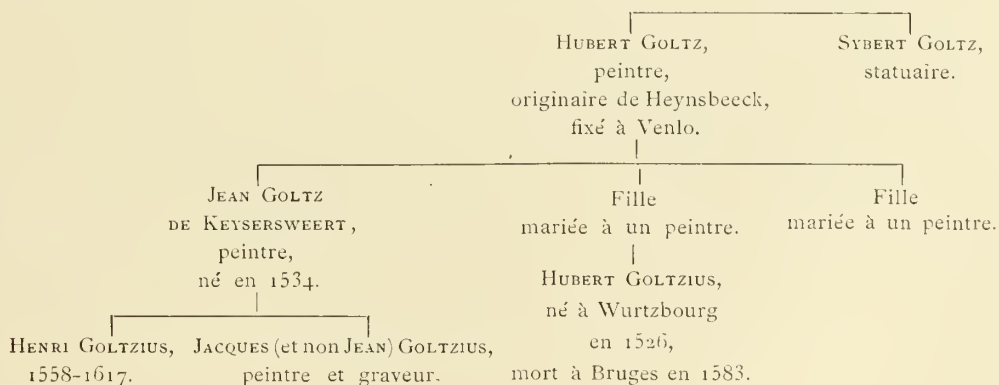 HUBERT GOLTZ, SYBERT GOLTZ,
peintre, statuaire.
originaire de Heynsbeeck,
fixé à Venlo.
JEAN GOLTZ Fille Fille
DE KEYSERSWEERT, mariée à un peintre. mariée à un peintre.
peintre,
né en 1534.
HUBERT GOLTZIUS,
né à Wurtzbourg
en 1526,
HENRI GOLTZIUS, JACQUES (et non JEAN) GOLTZIUS,
1558-1617. peintre et graveur. mort à Bruges en 1583.